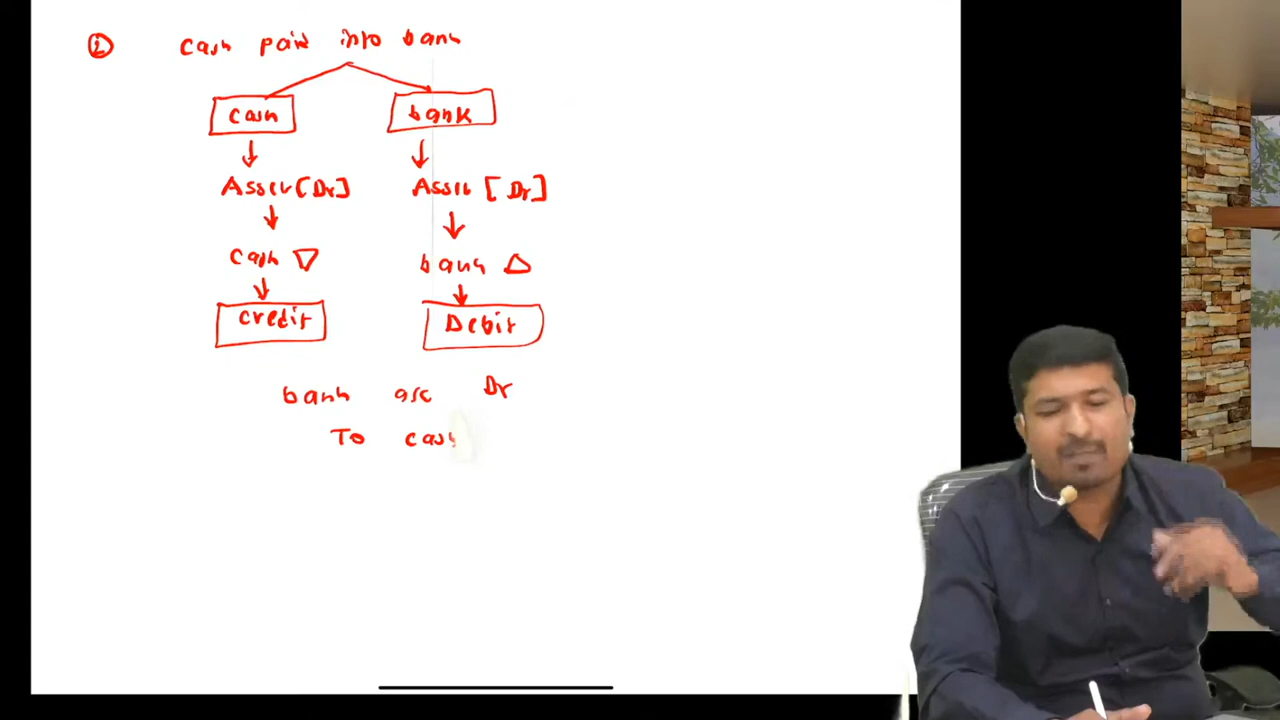 2 cash paid into bank
cash bank
Asset [Dr] Asset [Dr]
cash ▽ bank △
credit Debit
bank a/c Dr
To cash